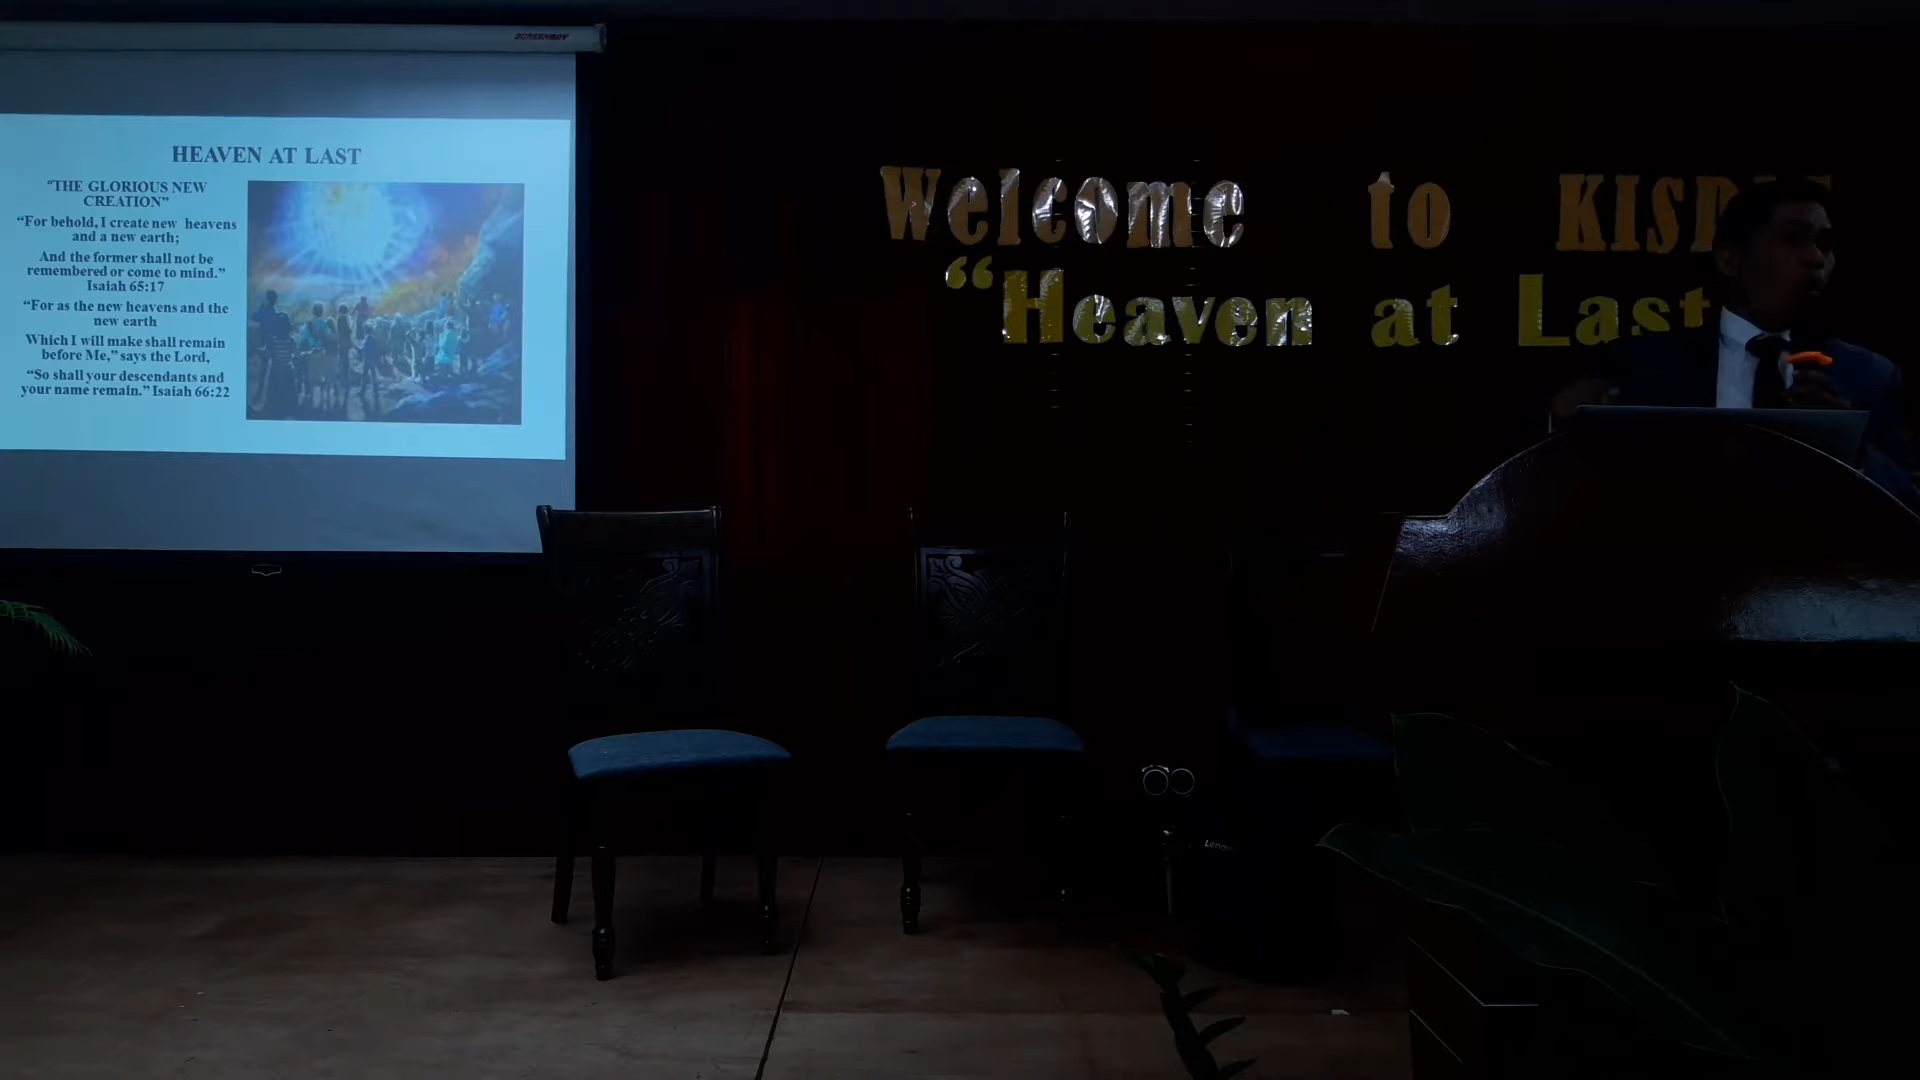 SCREENBOY
HEAVEN AT LAST
“THE GLORIOUS NEW
CREATION”
“For behold, I create new heavens
and a new earth;
And the former shall not be
remembered or come to mind.”
Isaiah 65:17
“For as the new heavens and the
new earth
Which I will make shall remain
before Me,” says the Lord,
“So shall your descendants and
your name remain.” Isaiah 66:22
Welcome to
“Heaven at Last